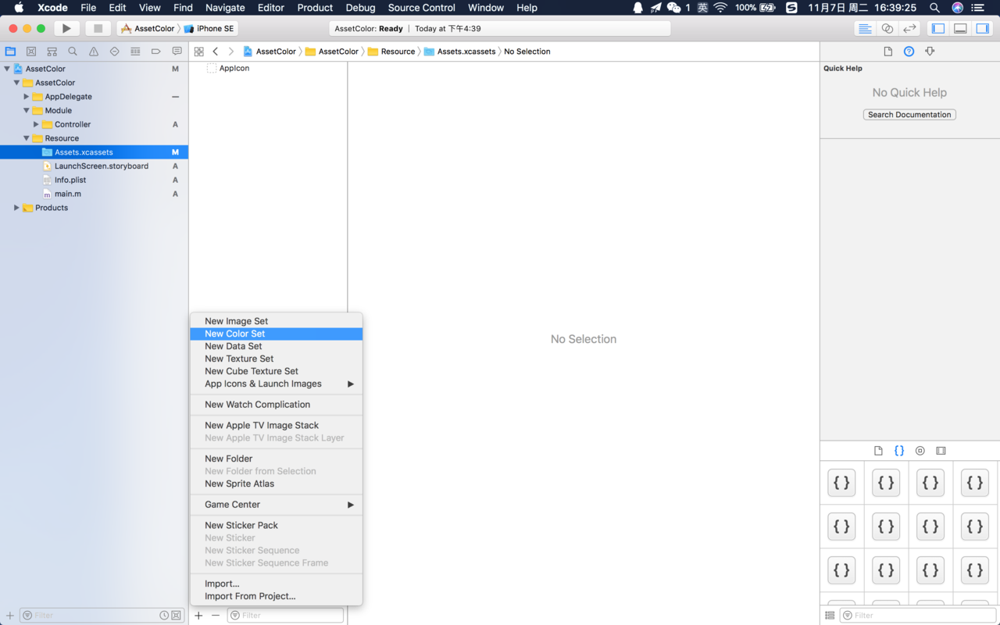 Xcode File Edit View Find Navigate Editor Product Debug Source Control Window Help 1 英 100% 11月7日 周二 16:39:25
AssetColor iPhone SE
AssetColor: Ready | Today at 下午4:39
AssetColor AssetColor Resource Assets.xcassets No Selection
AssetColor M
AssetColor
AppDelegate
Module
Controller A
Resource
Assets.xcassets M
LaunchScreen.storyboard A
Info.plist A
main.m A
Products
AppIcon
New Image Set
New Color Set
New Data Set
New Texture Set
New Cube Texture Set
App Icons & Launch Images
New Watch Complication
New Apple TV Image Stack
New Apple TV Image Stack Layer
New Folder
New Folder from Selection
New Sprite Atlas
Game Center
New Sticker Pack
New Sticker
New Sticker Sequence
New Sticker Sequence Frame
Import...
Import From Project...
No Selection
Quick Help
No Quick Help
Search Documentation
{ } { } { } { }
{ } { } { } { }
{ } { } { } { }
Filter
Filter
Filter